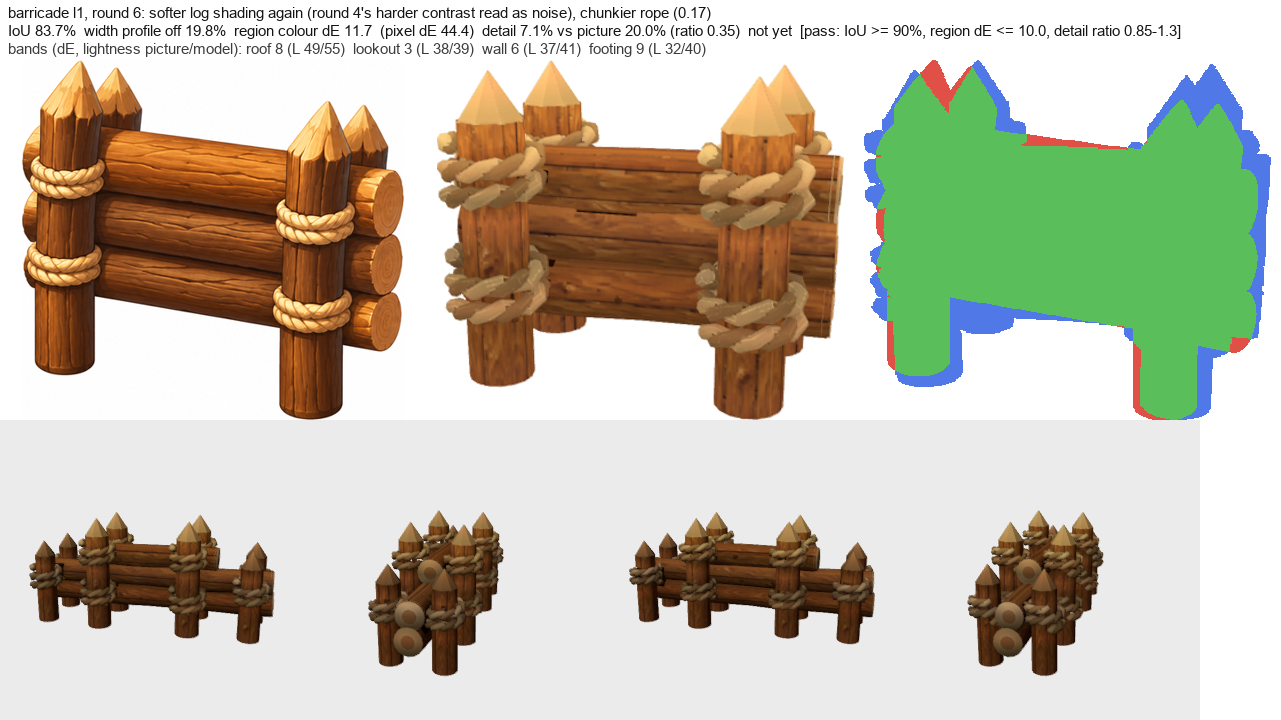 barricade l1, round 6: softer log shading again (round 4's harder contrast read as noise), chunkier rope (0.17)
IoU 83.7%  width profile off 19.8%  region colour dE 11.7  (pixel dE 44.4)  detail 7.1% vs picture 20.0% (ratio 0.35)  not yet  [pass: IoU >= 90%, region dE <= 10.0, detail ratio 0.85-1.3]
bands (dE, lightness picture/model): roof 8 (L 49/55)  lookout 3 (L 38/39)  wall 6 (L 37/41)  footing 9 (L 32/40)